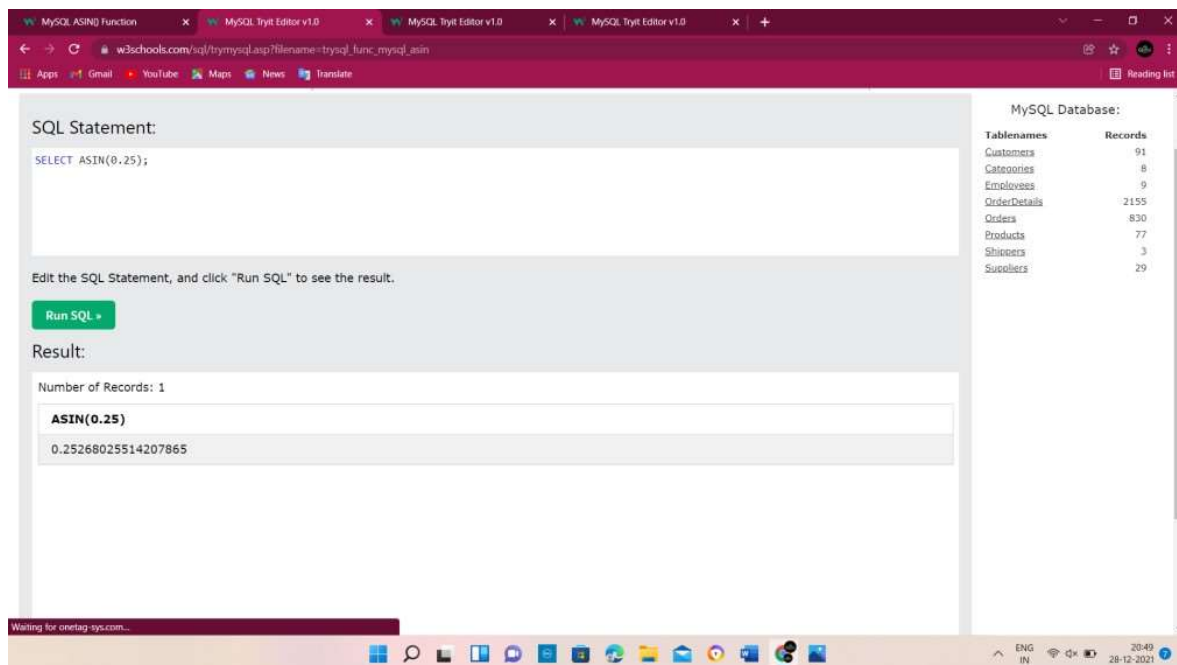 MySQL ASIN() Function
MySQL Tryit Editor v1.0
MySQL Tryit Editor v1.0
MySQL Tryit Editor v1.0
w3schools.com/sql/trymysql.asp?filename=trysql_func_mysql_asin
Apps Gmail YouTube Maps News Translate Reading list
SQL Statement:
SELECT ASIN(0.25);
Edit the SQL Statement, and click "Run SQL" to see the result.
Run SQL »
Result:
Number of Records: 1
ASIN(0.25)
0.25268025514207865
MySQL Database:
Tablenames Records
Customers 91
Categories 8
Employees 9
OrderDetails 2155
Orders 830
Products 77
Shippers 3
Suppliers 29
Waiting for onetag-sys.com...
ENG
IN
20:49
28-12-2021
7